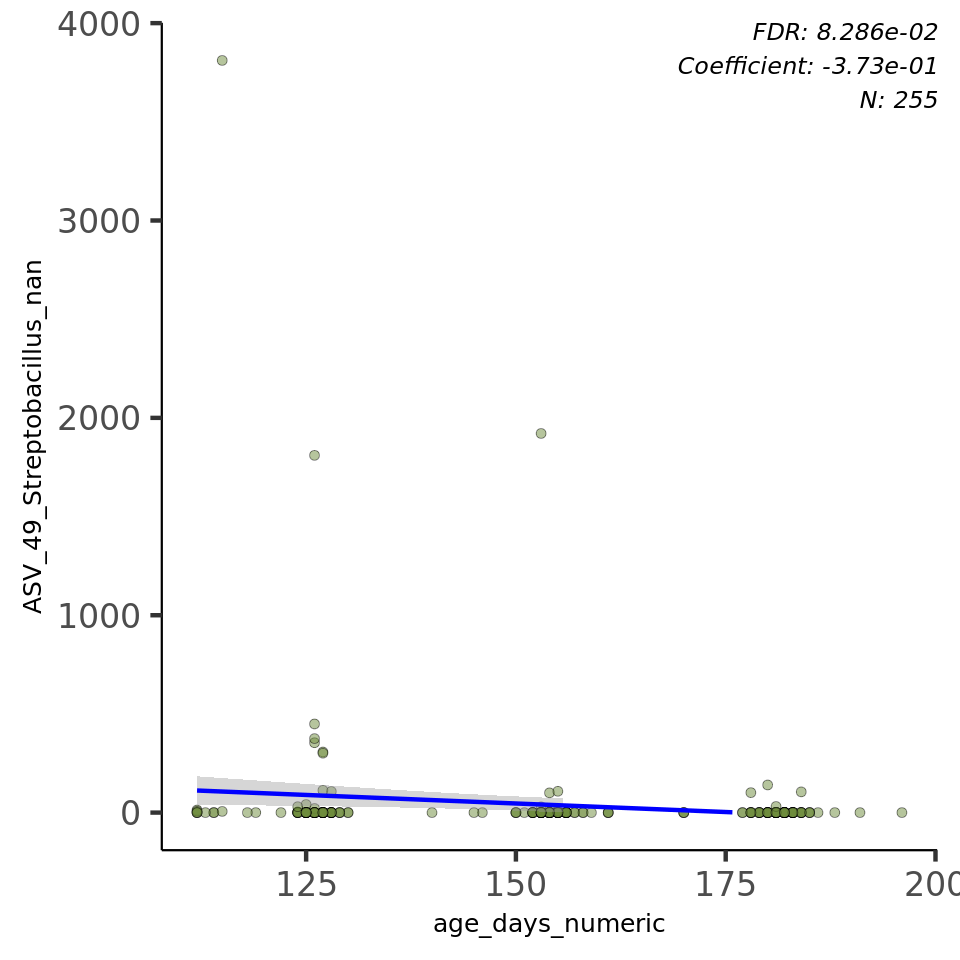 4000
FDR: 8.286e-02
Coefficient: -3.73e-01
N: 255
3000
2000
1000
0
ASV_49_Streptobacillus_nan
125 150 175 200
age_days_numeric